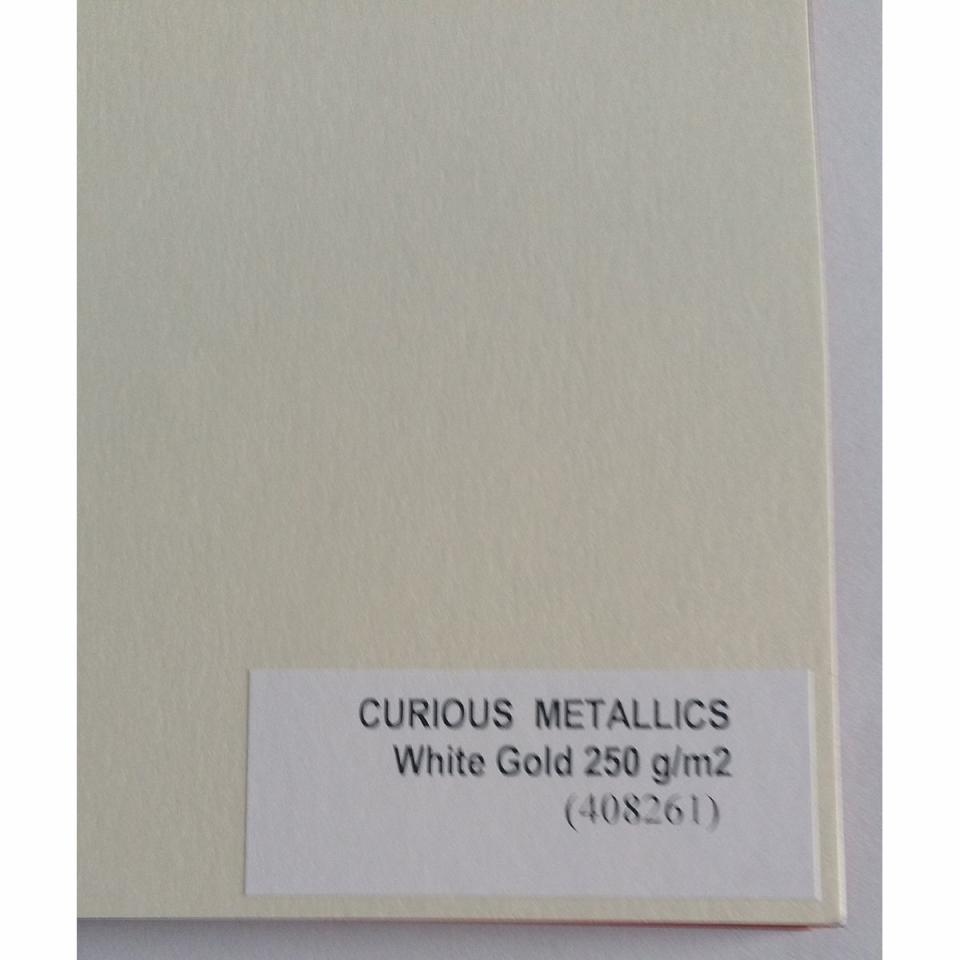 CURIOUS METALLICS
White Gold 250 g/m2
(408261)